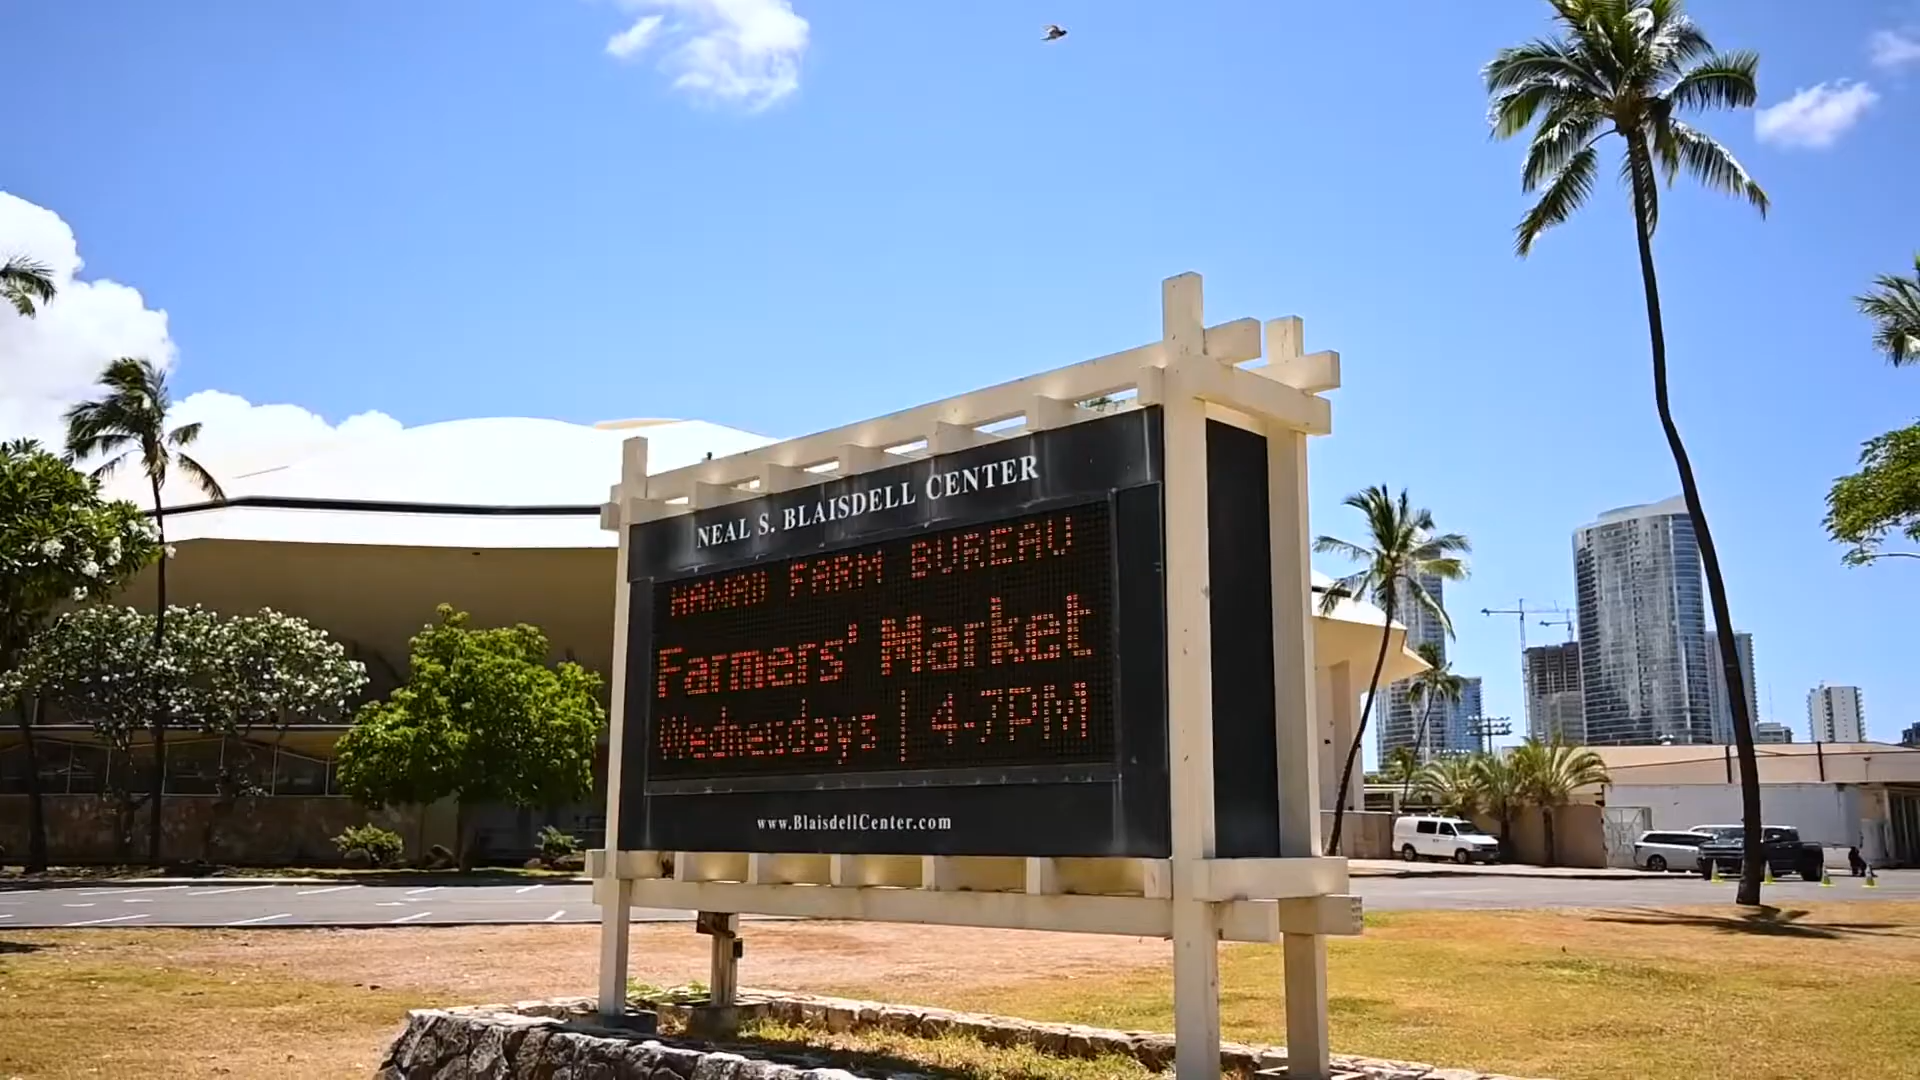 NEAL S. BLAISDELL CENTER
HAWAII FARM BUREAU
Farmers' Market
Wednesdays | 4-7PM
www.BlaisdellCenter.com